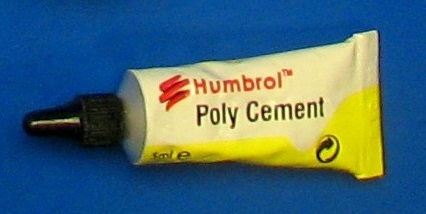 Humbrol™
Poly Cement
5ml ℮